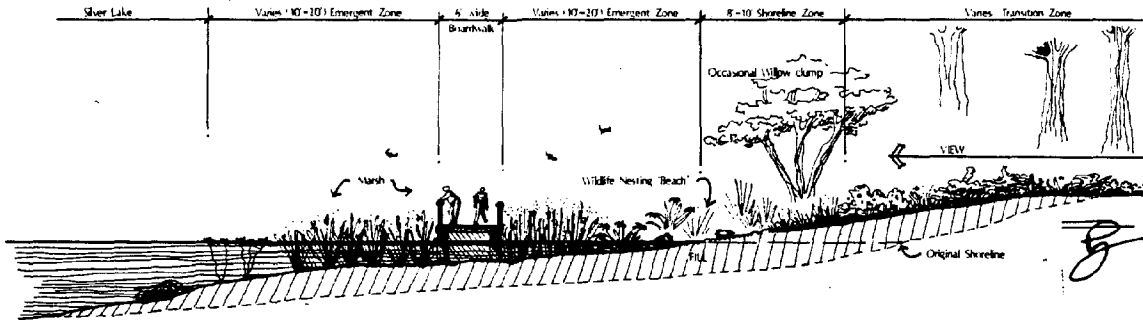 Silver Lake
Varies (10'-20') Emergent Zone
6' wide
Boardwalk
Varies (10'-20') Emergent Zone
8'-10' Shoreline Zone
Varies Transition Zone
Occasional Willow clump
VIEW
Marsh
Wildlife Nesting "Beach"
FILL
Original Shoreline